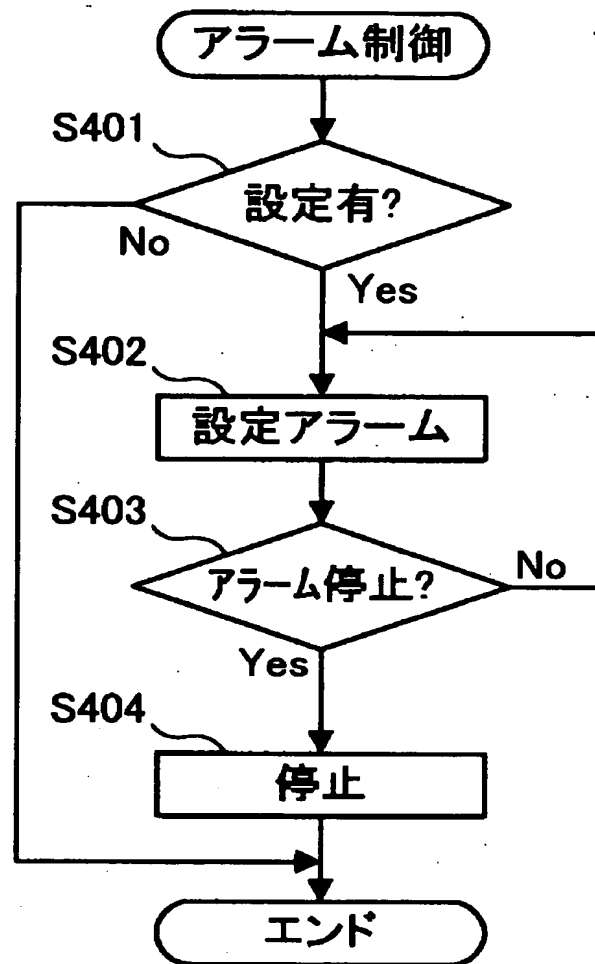 アラーム制御
S401
設定有?
No
Yes
S402
設定アラーム
S403
アラーム停止?
No
Yes
S404
停止
エンド